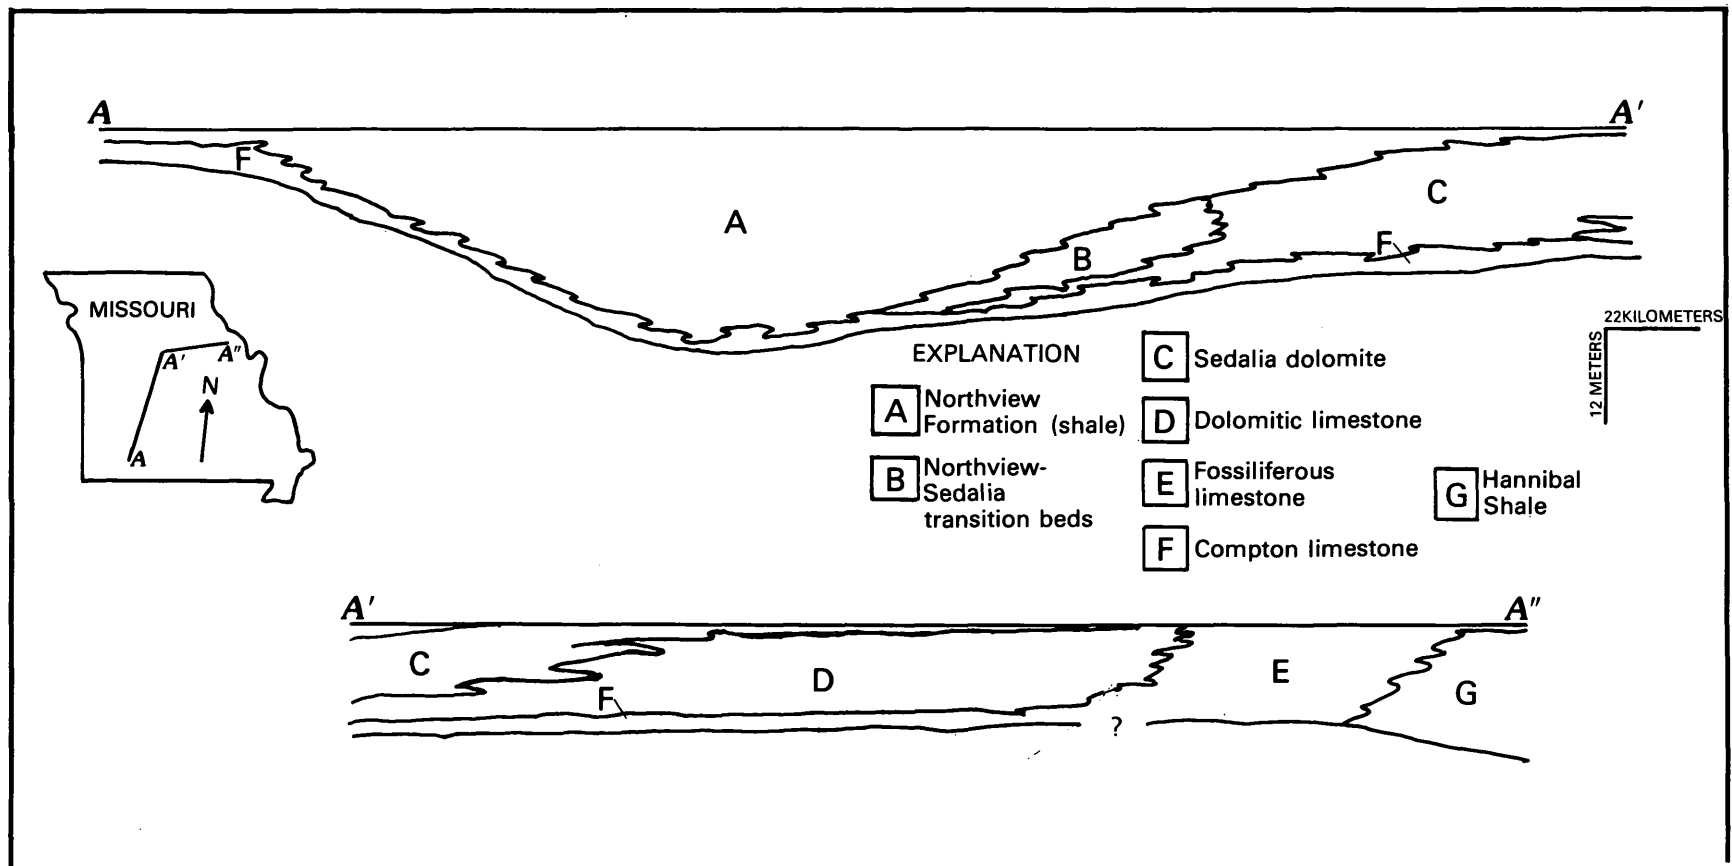 A A′
F
A
C
B
F
MISSOURI
A′ A″
N
A
22KILOMETERS
12 METERS
EXPLANATION
A Northview
Formation (shale)
B Northview-
Sedalia
transition beds
C Sedalia dolomite
D Dolomitic limestone
E Fossiliferous
limestone
F Compton limestone
G Hannibal
Shale
A′ A″
C
F
D
E
G
?